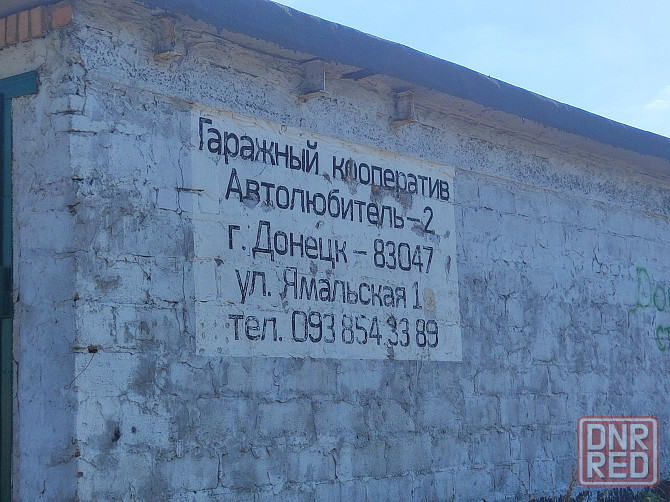 Гаражный кооператив
Автолюбитель-2
г. Донецк - 83047
ул. Ямальская 1
тел. 093 854 33 89
DNR
RED